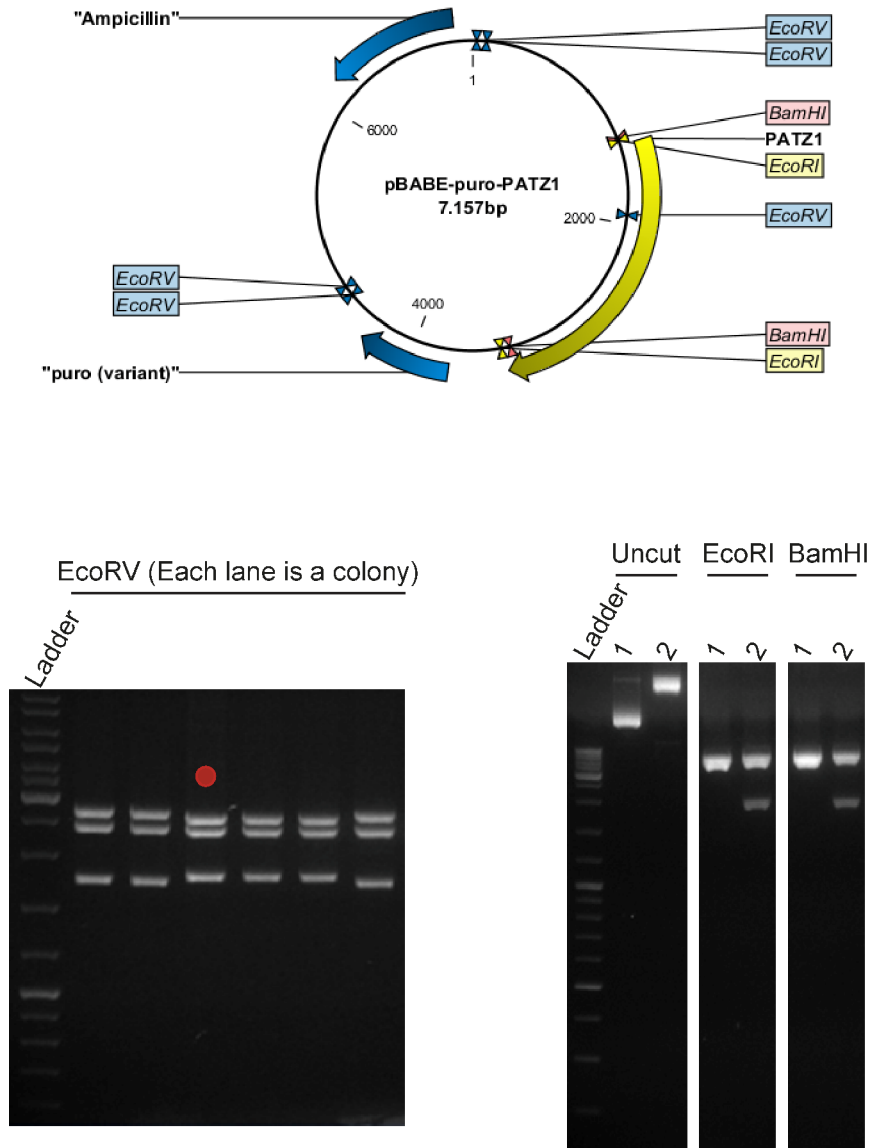 "Ampicillin"
EcoRV
EcoRV
1
BamHI
PATZ1
EcoRI
6000
pBABE-puro-PATZ1
7.157bp
2000
EcoRV
EcoRV
EcoRV
4000
BamHI
EcoRI
"puro (variant)"
EcoRV (Each lane is a colony)
Ladder
Uncut EcoRI BamHI
Ladder 1 2 1 2 1 2